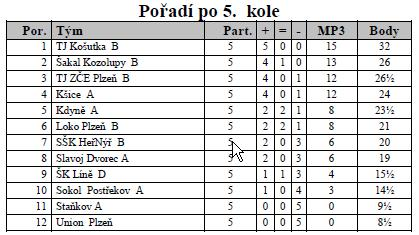 Pořadí po 5. kole
Por. Tým Part. + = - MP3 Body
1 TJ Košutka B 5 5 0 0 15 32
2 Šakal Kozolupy B 5 4 1 0 13 26
3 TJ ZČE Plzeň B 5 4 0 1 12 26½
4 Kšice A 5 4 0 1 12 24
5 Kdyně A 5 2 2 1 8 23½
6 Loko Plzeň B 5 2 2 1 8 21
7 SŠK HeřNýř B 5 2 0 3 6 20
8 Slavoj Dvorec A 5 2 0 3 6 19
9 ŠK Líně D 5 1 1 3 4 15½
10 Sokol Postřekov A 5 1 0 4 3 14½
11 Staňkov A 5 0 0 5 0 9½
12 Union Plzeň 5 0 0 5 0 8½